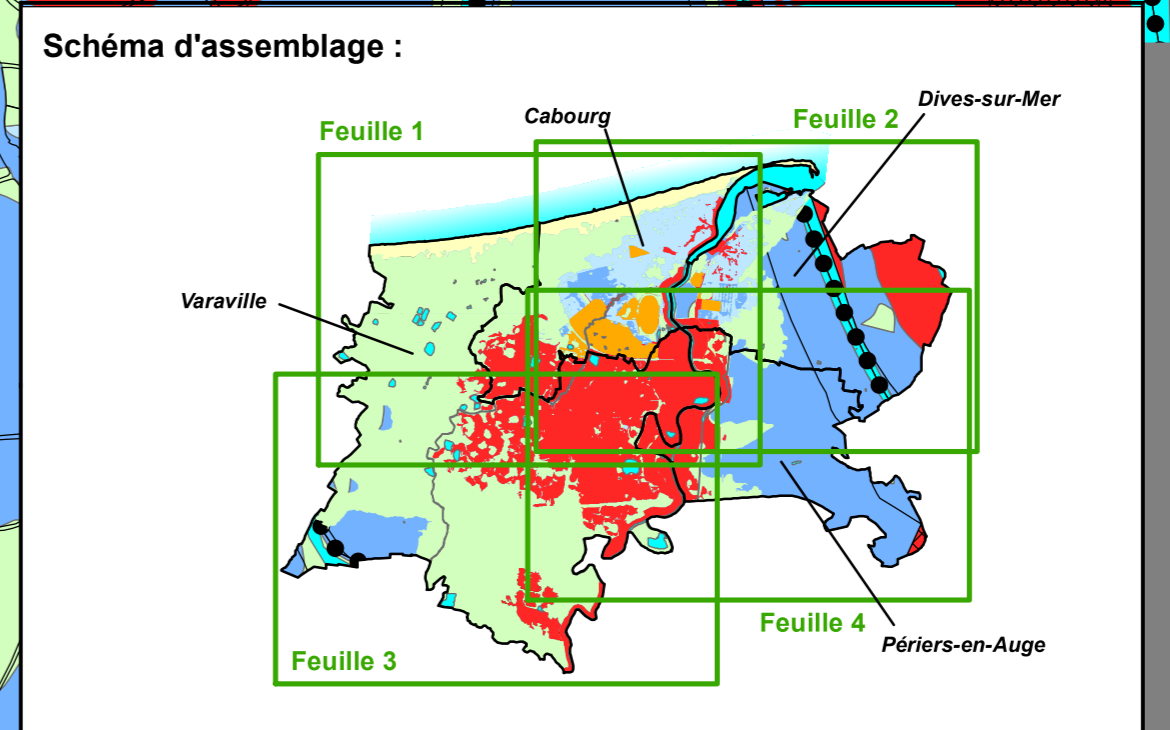 Schéma d'assemblage :
Dives-sur-Mer
Cabourg
Feuille 2
Feuille 1
Varaville
Feuille 4
Périers-en-Auge
Feuille 3